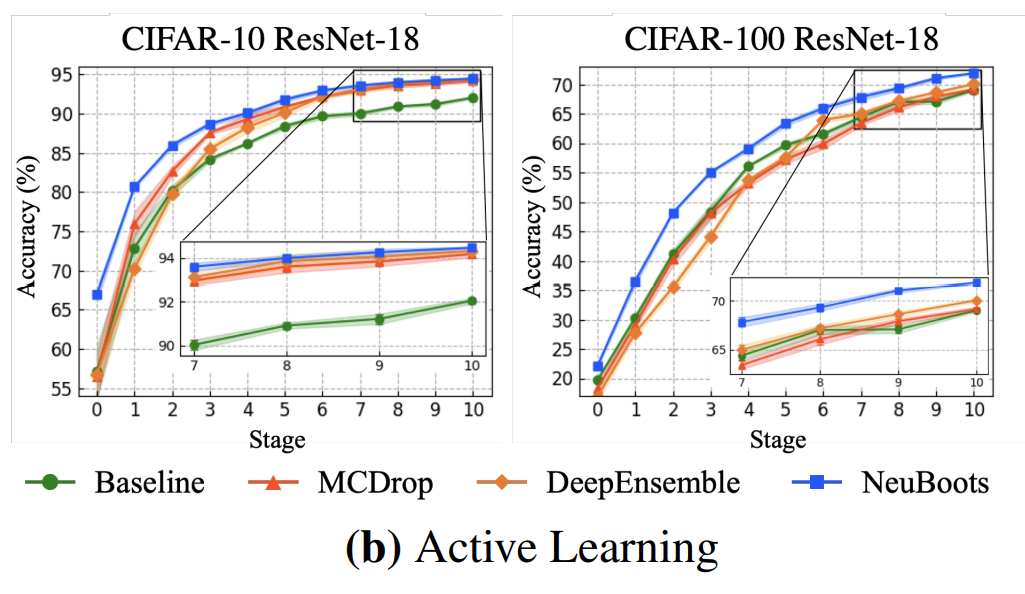 CIFAR-10 ResNet-18
Accuracy (%)
95
90
85
80
75
70
65
60
55
94
92
90
7 8 9 10
0 1 2 3 4 5 6 7 8 9 10
Stage
CIFAR-100 ResNet-18
Accuracy (%)
70
65
60
55
50
45
40
35
30
25
20
70
65
7 8 9 10
0 1 2 3 4 5 6 7 8 9 10
Stage
Baseline MCDrop DeepEnsemble NeuBoots
(b) Active Learning